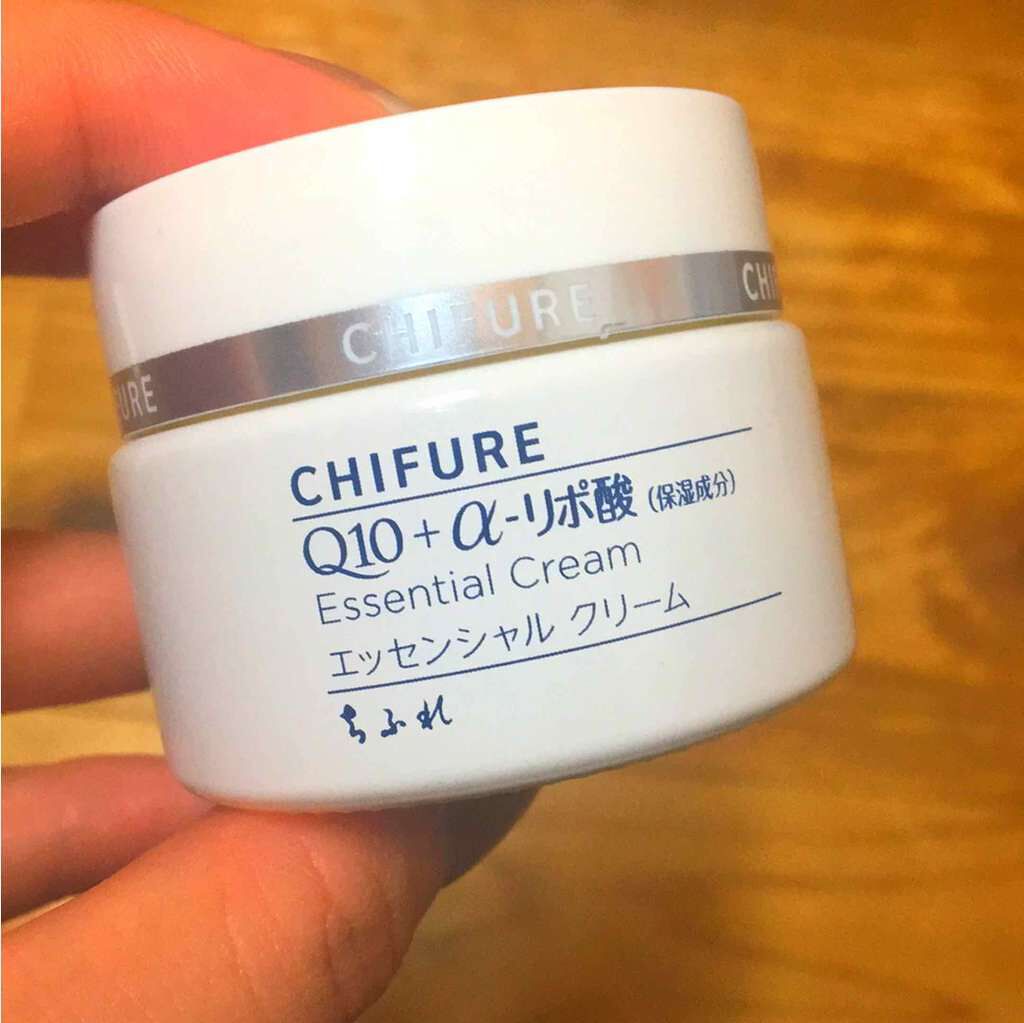 CHIFURE
CHIFURE
Q10+α-リポ酸(保湿成分)
Essential Cream
エッセンシャル クリーム
ちふれ